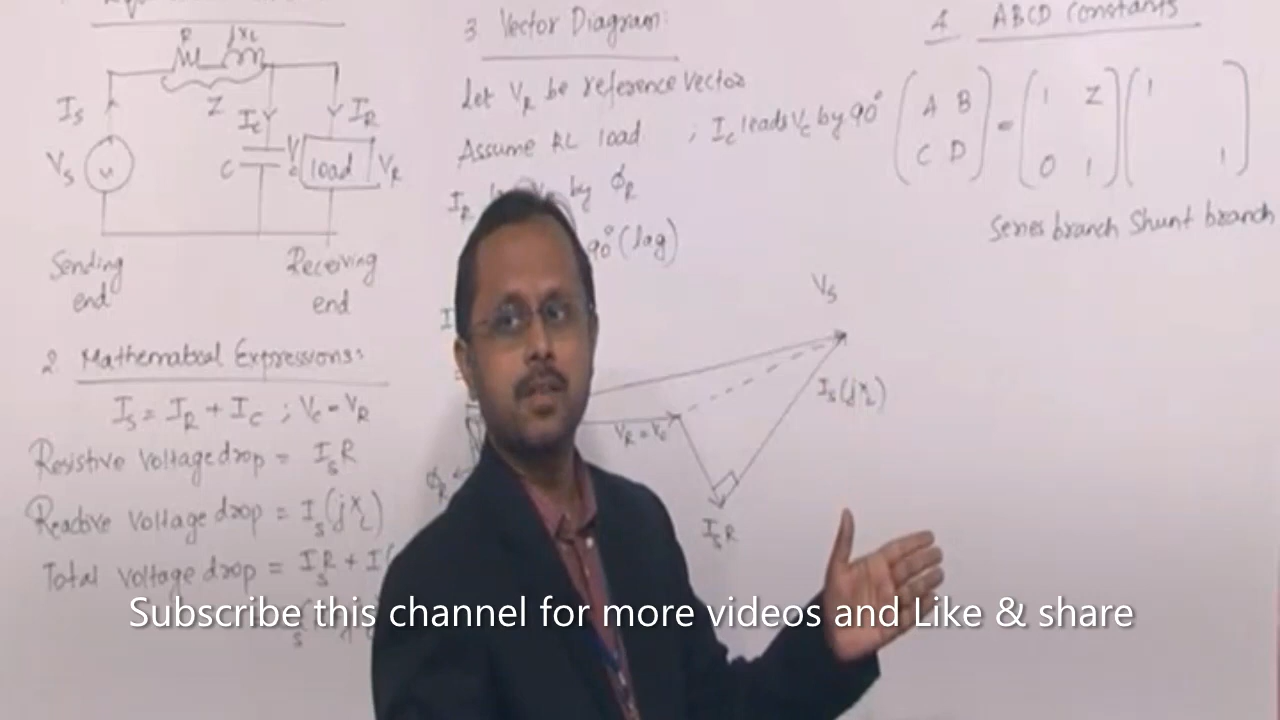 R jxL
Z
Is
Ic
IR
Vs
C
Vc
load
VR
Sending end
Receiving end
2. Mathematical Expressions:
Is = IR + Ic ; Vc = VR
Resistive voltage drop = IsR
Reactive voltage drop = Is(jxL)
Total voltage drop = IsR + I
3. Vector Diagram:
Let VR be reference vector
Assume RL load ; Ic leads Vc by 90°
IR by ϕR
90° (lag)
Vs
Is(jxL)
VR = Vc
ϕR
IsR
4. ABCD Constants
A B = 1 Z 1
C D 0 1 1
Series branch Shunt branch
Subscribe this channel for more videos and Like & share